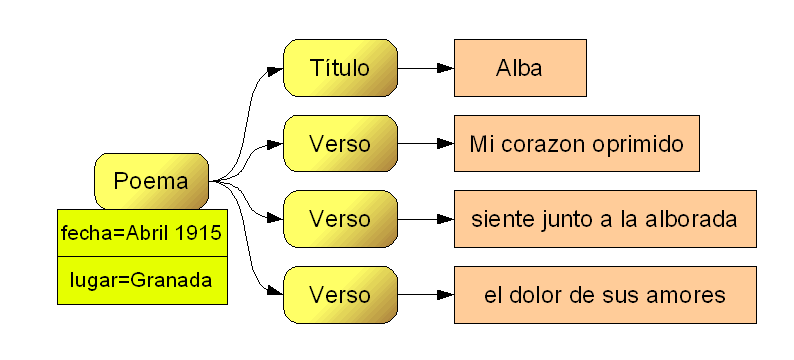 Título
Alba
Verso
Mi corazon oprimido
Poema
fecha=Abril 1915
lugar=Granada
Verso
siente junto a la alborada
Verso
el dolor de sus amores